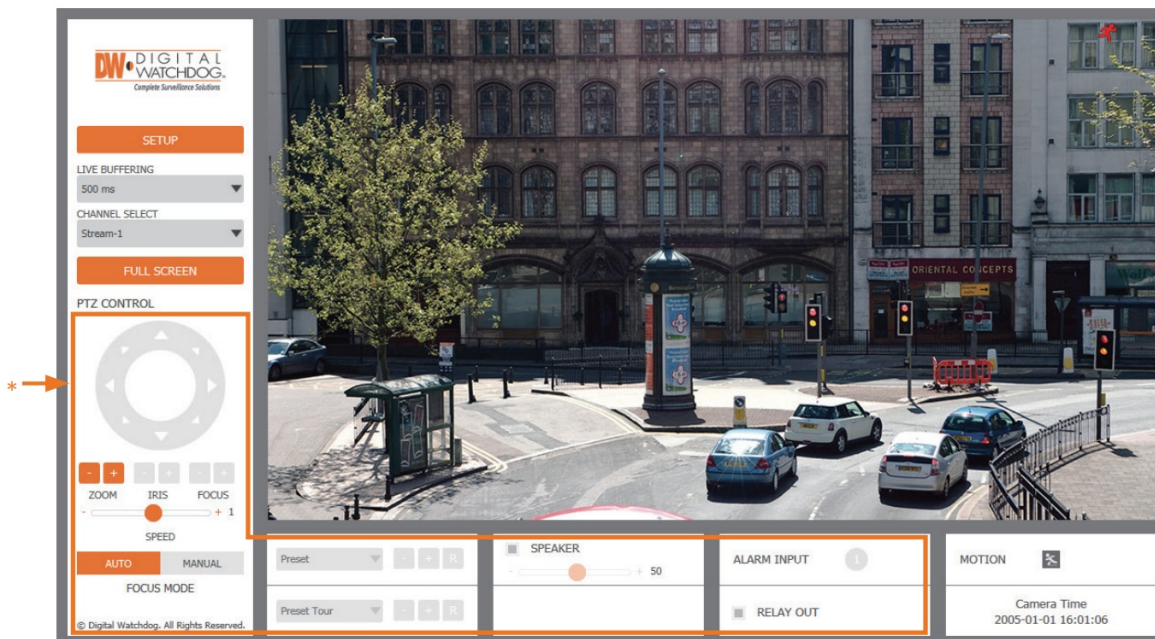 DW DIGITAL
WATCHDOG®
Complete Surveillance Solutions
SETUP
LIVE BUFFERING
500 ms
CHANNEL SELECT
Stream-1
FULL SCREEN
PTZ CONTROL
*
- + - + - +
ZOOM IRIS FOCUS
- + 1
SPEED
AUTO MANUAL
FOCUS MODE
© Digital Watchdog. All Rights Reserved.
ORIENTAL CONCEPTS
Preset - + R
Preset Tour - + R
SPEAKER
- + 50
ALARM INPUT 1
RELAY OUT
MOTION
Camera Time
2005-01-01 16:01:06